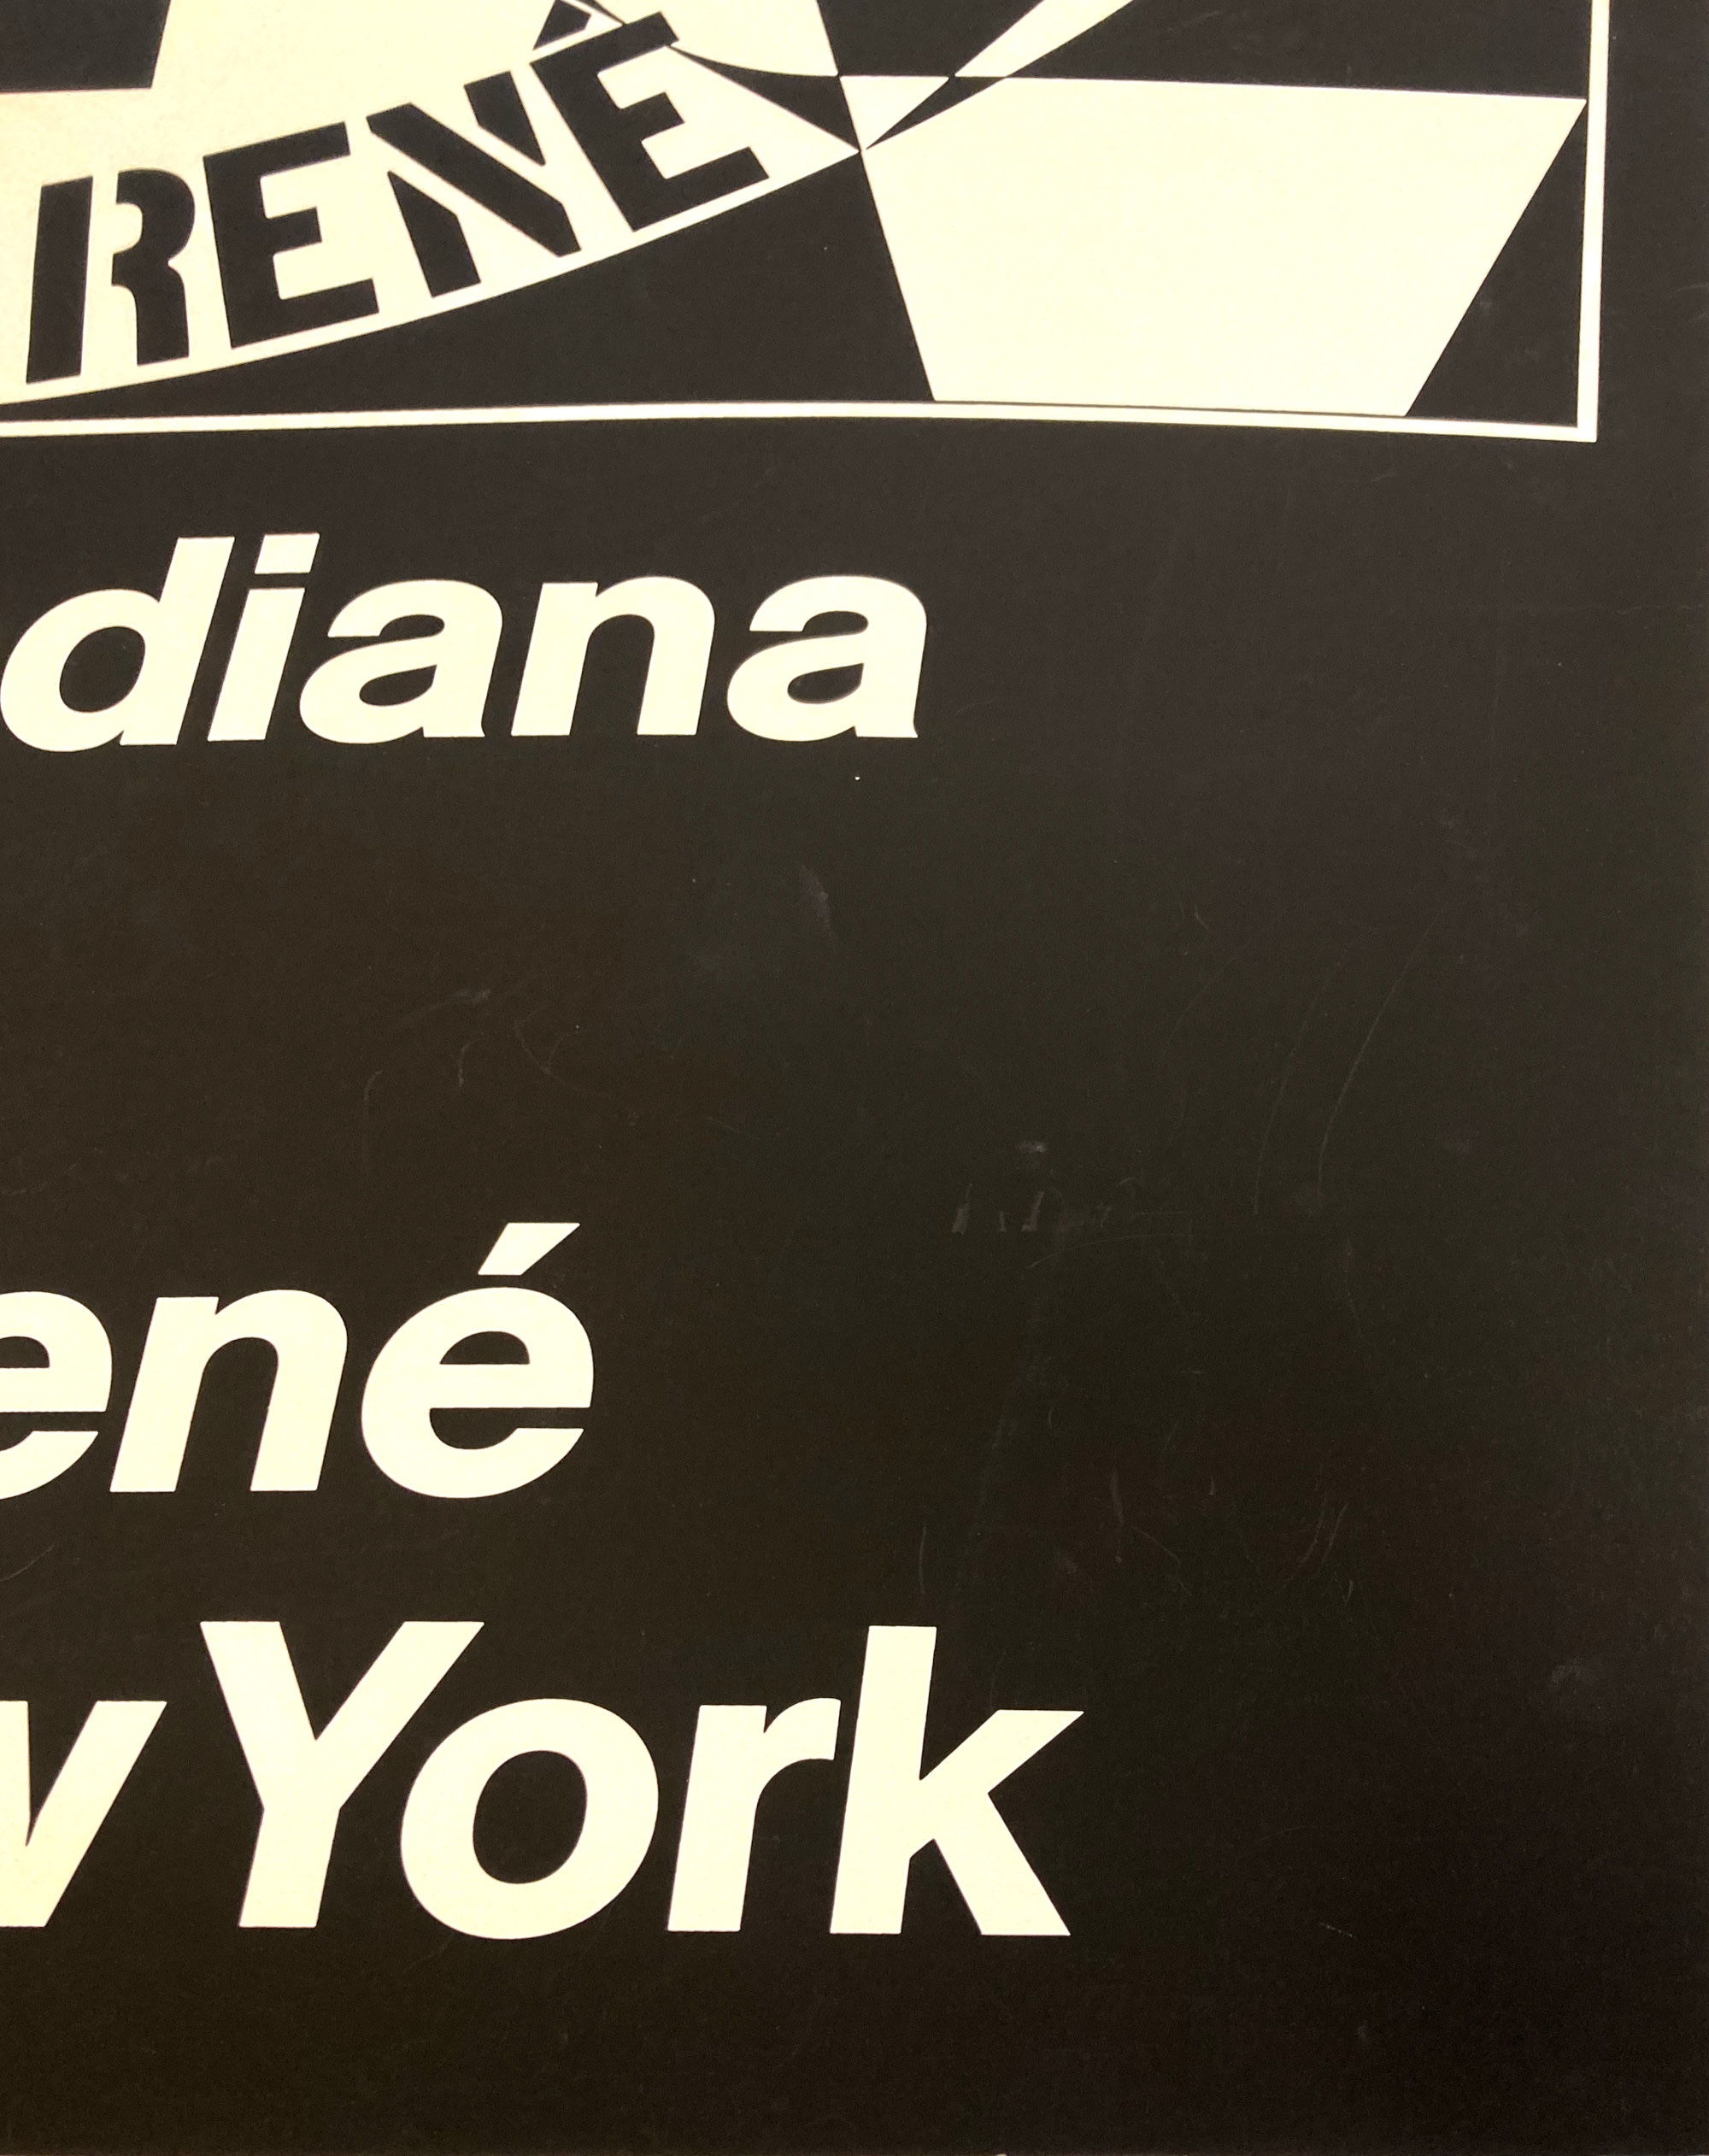 RENÉ
diana
ené
w York